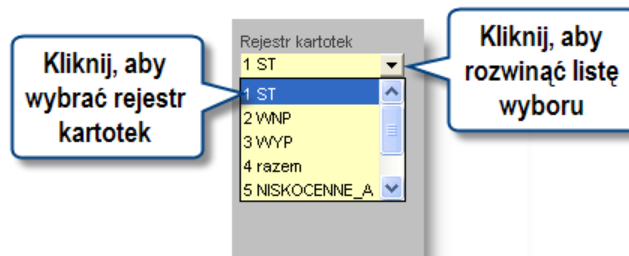 Rejestr kartotek
1 ST
1 ST
2 WNP
3 WYP
4 razem
5 NISKOCENNE_A
Kliknij, aby
wybrać rejestr
kartotek
Kliknij, aby
rozwinąć listę
wyboru